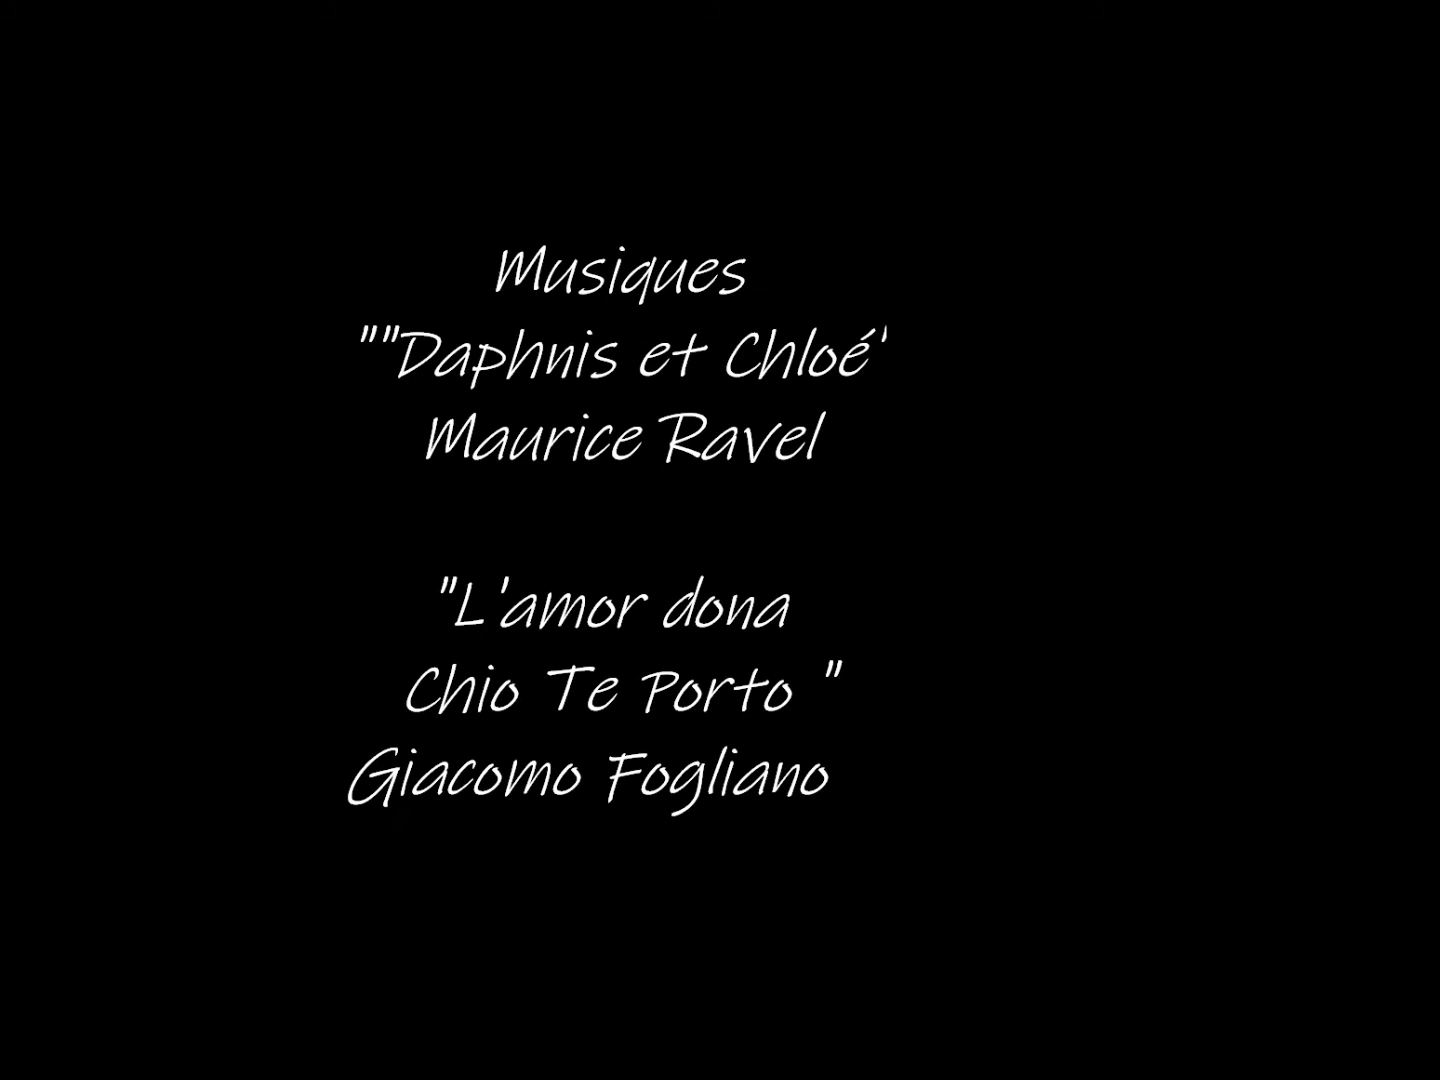 Musiques
""Daphnis et Chloé'
Maurice Ravel
"L'amor dona
Chio Te Porto "
Giacomo Fogliano